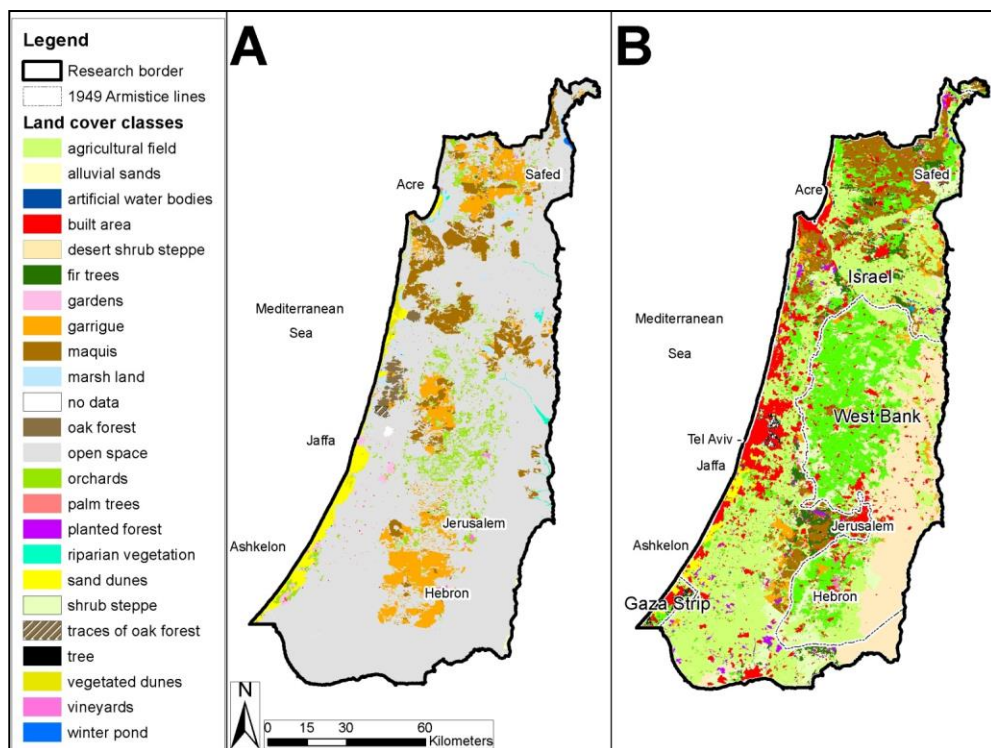 Legend
Research border
1949 Armistice lines
Land cover classes
agricultural field
alluvial sands
artificial water bodies
built area
desert shrub steppe
fir trees
gardens
garrigue
maquis
marsh land
no data
oak forest
open space
orchards
palm trees
planted forest
riparian vegetation
sand dunes
shrub steppe
traces of oak forest
tree
vegetated dunes
vineyards
winter pond
A
Acre
Safed
Mediterranean
Sea
Jaffa
Jerusalem
Ashkelon
Hebron
N
0 15 30 60
Kilometers
B
Acre
Safed
Israel
Mediterranean
Sea
West Bank
Tel Aviv -
Jaffa
Jerusalem
Ashkelon
Hebron
Gaza Strip